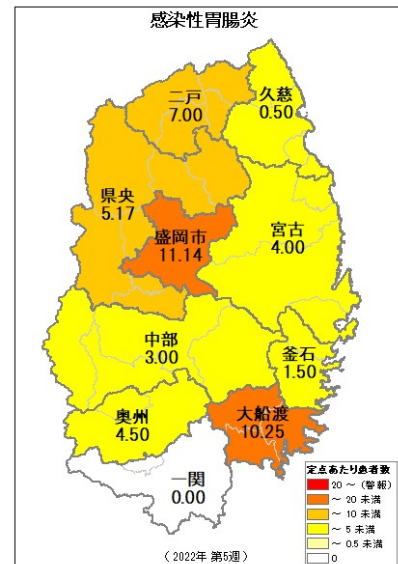 感染性胃腸炎
二戸
7.00
久慈
0.50
県央
5.17
盛岡市
11.14
宮古
4.00
中部
3.00
釜石
1.50
奥州
4.50
大船渡
10.25
一関
0.00
定点あたり患者数
20 ~ (警報)
~ 20 未満
~ 10 未満
~ 5 未満
~ 0.5 未満
0
( 2022年 第5週 )